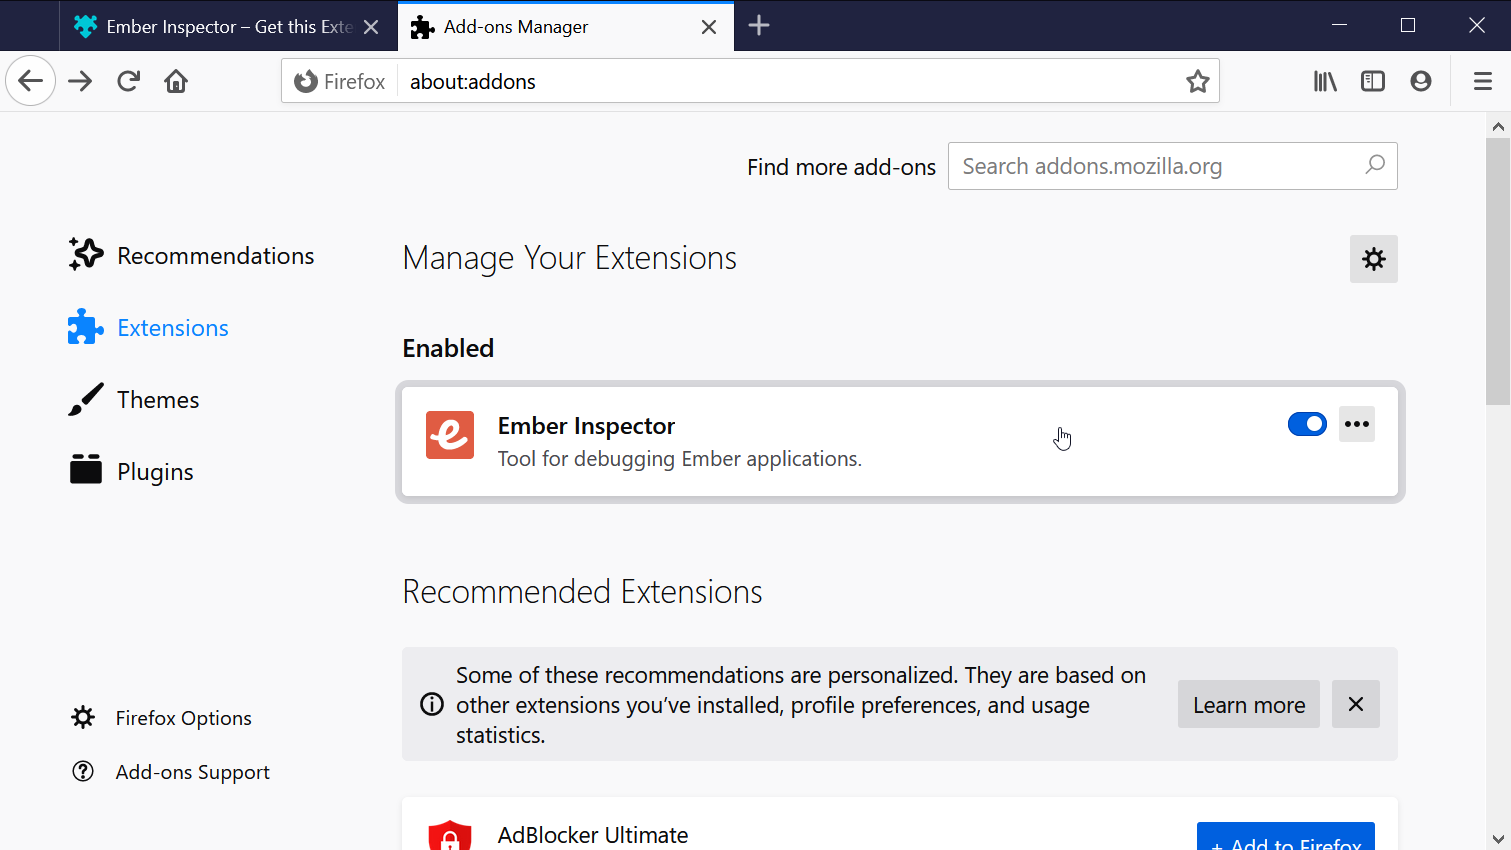 Ember Inspector – Get this Exte
Add-ons Manager
Firefox
about:addons
Find more add-ons
Search addons.mozilla.org
Recommendations
Extensions
Themes
Plugins
Firefox Options
Add-ons Support
Manage Your Extensions
Enabled
Ember Inspector
Tool for debugging Ember applications.
Recommended Extensions
Some of these recommendations are personalized. They are based on
other extensions you’ve installed, profile preferences, and usage
statistics.
Learn more
AdBlocker Ultimate
+ Add to Firefox